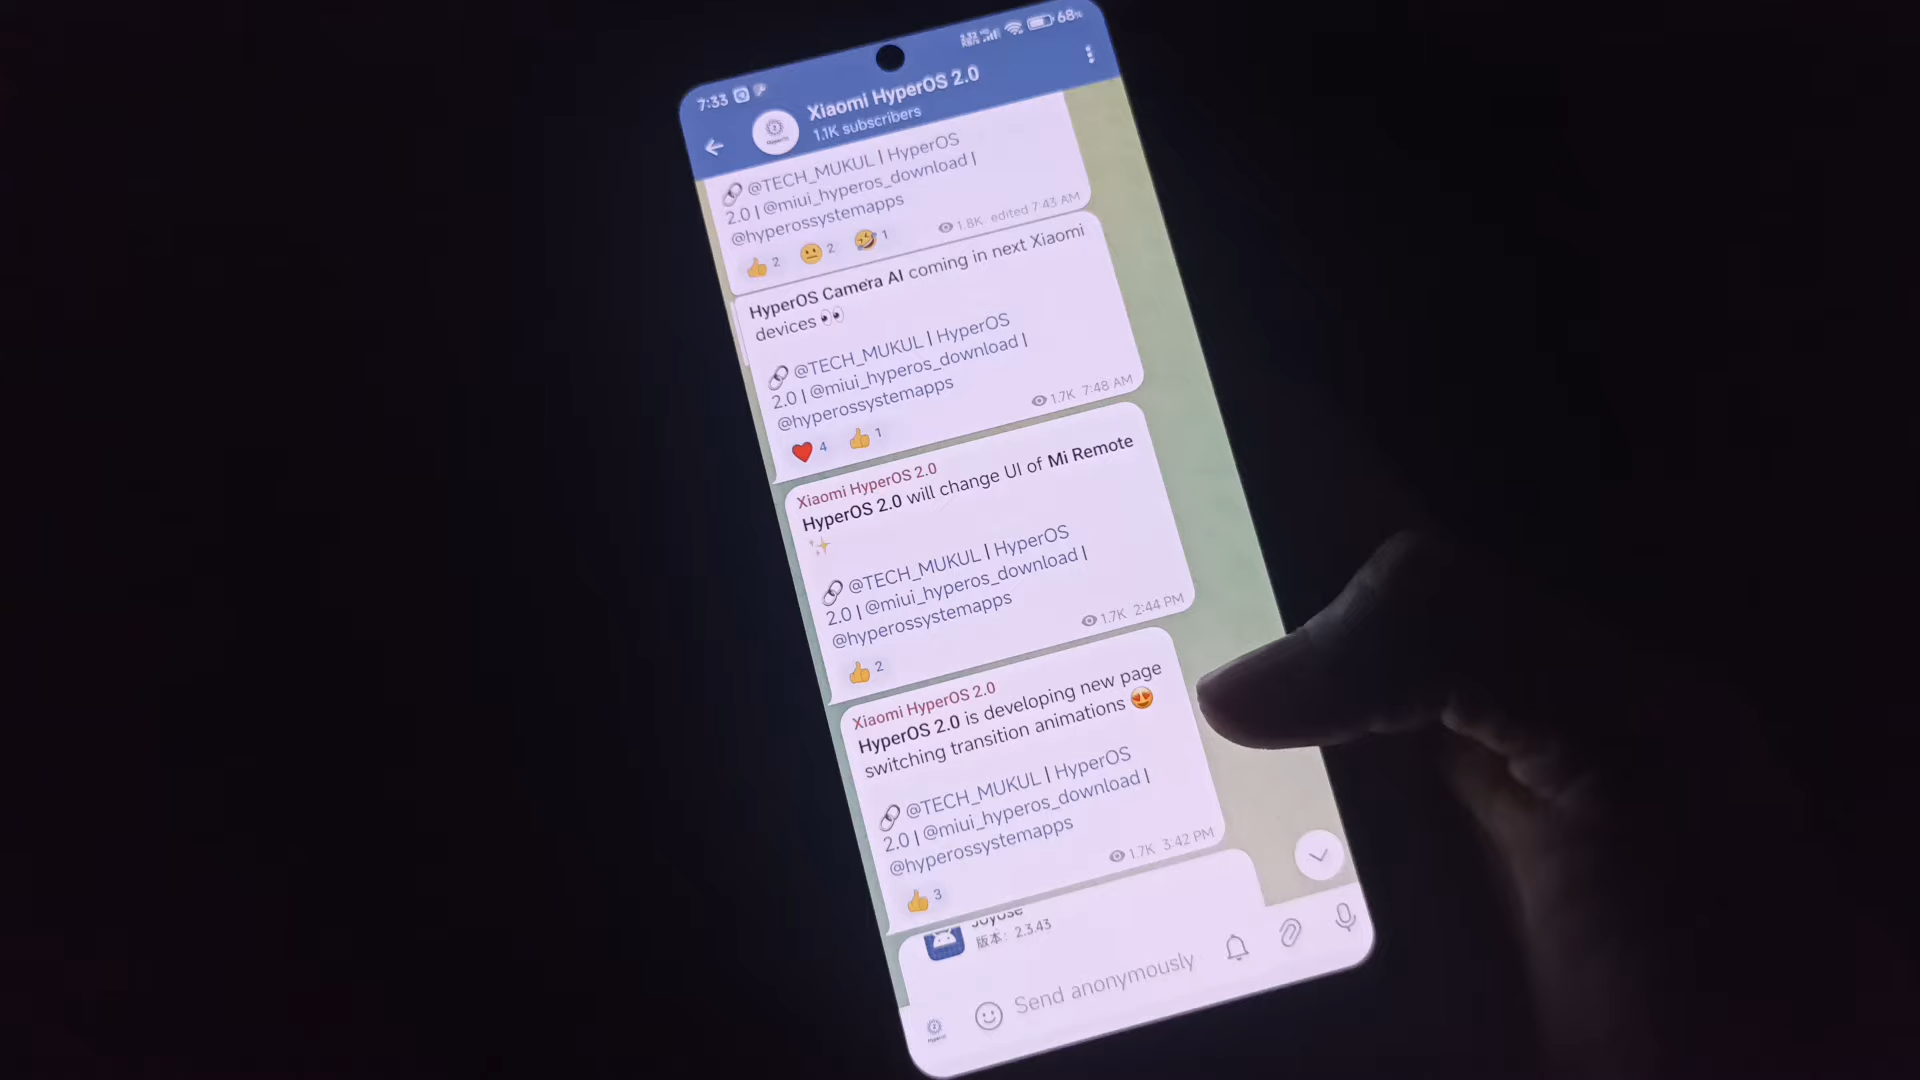 7:33
68%
Xiaomi HyperOS 2.0
1.1K subscribers
@TECH_MUKUL | HyperOS
2.0 | @miui_hyperos_download |
@hyperossystemapps
1.8K edited 7:43 AM
👍 2 😐 2 🤣 1
HyperOS Camera AI coming in next Xiaomi
devices 👀
🔗 @TECH_MUKUL | HyperOS
2.0 | @miui_hyperos_download |
@hyperossystemapps
1.7K 7:48 AM
❤️ 4 👍 1
Xiaomi HyperOS 2.0
HyperOS 2.0 will change UI of Mi Remote
✨
🔗 @TECH_MUKUL | HyperOS
2.0 | @miui_hyperos_download |
@hyperossystemapps
1.7K 2:44 PM
👍 2
Xiaomi HyperOS 2.0
HyperOS 2.0 is developing new page
switching transition animations 😍
🔗 @TECH_MUKUL | HyperOS
2.0 | @miui_hyperos_download |
@hyperossystemapps
1.7K 3:42 PM
👍 3
Joyose
版本: 2.3.43
Send anonymously